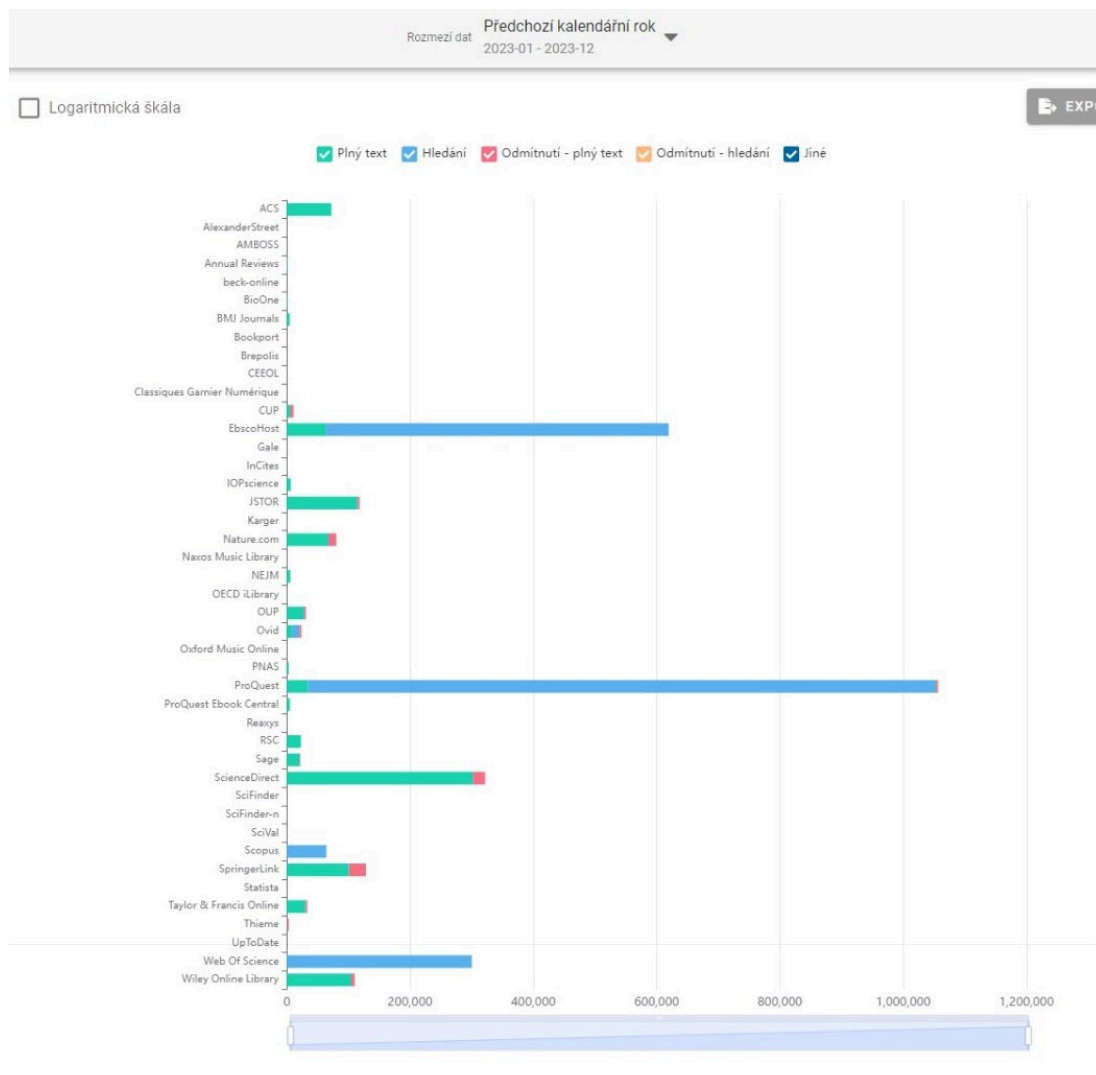 Rozmezí dat Předchozí kalendářní rok
2023-01 - 2023-12
Logaritmická škála
Plný text Hledání Odmítnutí - plný text Odmítnutí - hledání Jiné
ACS
AlexanderStreet
AMBOSS
Annual Reviews
beck-online
BioOne
BMJ Journals
Bookport
Brepolis
CEEOL
Classiques Garnier Numérique
CUP
EbscoHost
Gale
InCites
IOPscience
JSTOR
Karger
Nature.com
Naxos Music Library
NEJM
OECD iLibrary
OUP
Ovid
Oxford Music Online
PNAS
ProQuest
ProQuest Ebook Central
Reaxys
RSC
Sage
ScienceDirect
SciFinder
SciFinder-n
SciVal
Scopus
SpringerLink
Statista
Taylor & Francis Online
Thieme
UpToDate
Web Of Science
Wiley Online Library
0 200,000 400,000 600,000 800,000 1,000,000 1,200,000